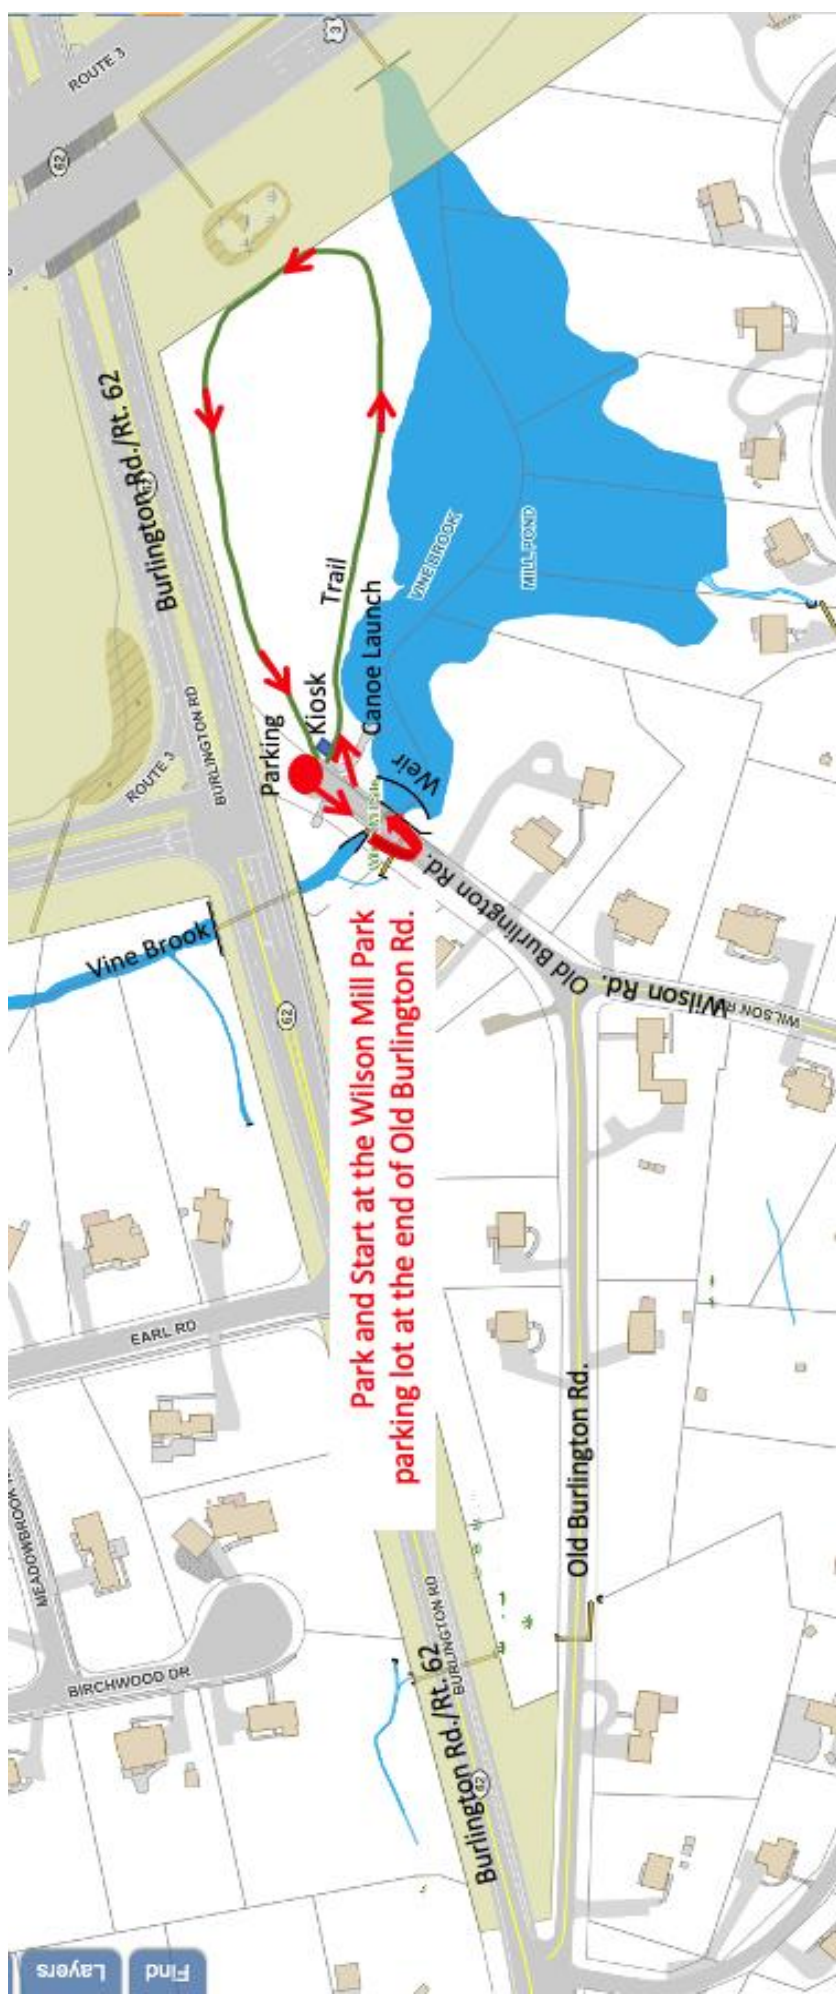 ROUTE 3
3
62
Burlington Rd./Rt. 62
62
BURLINGTON RD
ROUTE 3
Parking
Kiosk
Trail
Canoe Launch
Weir
VINE BROOK
MILL POND
Vine Brook
62
Old Burlington Rd.
Wilson Rd.
WILSON RD
Park and Start at the Wilson Mill Park
parking lot at the end of Old Burlington Rd.
EARL RD
MEADOWBROOK
BIRCHWOOD DR
Burlington Rd./Rt. 62
BURLINGTON RD
62
Old Burlington Rd.
Find
Layers